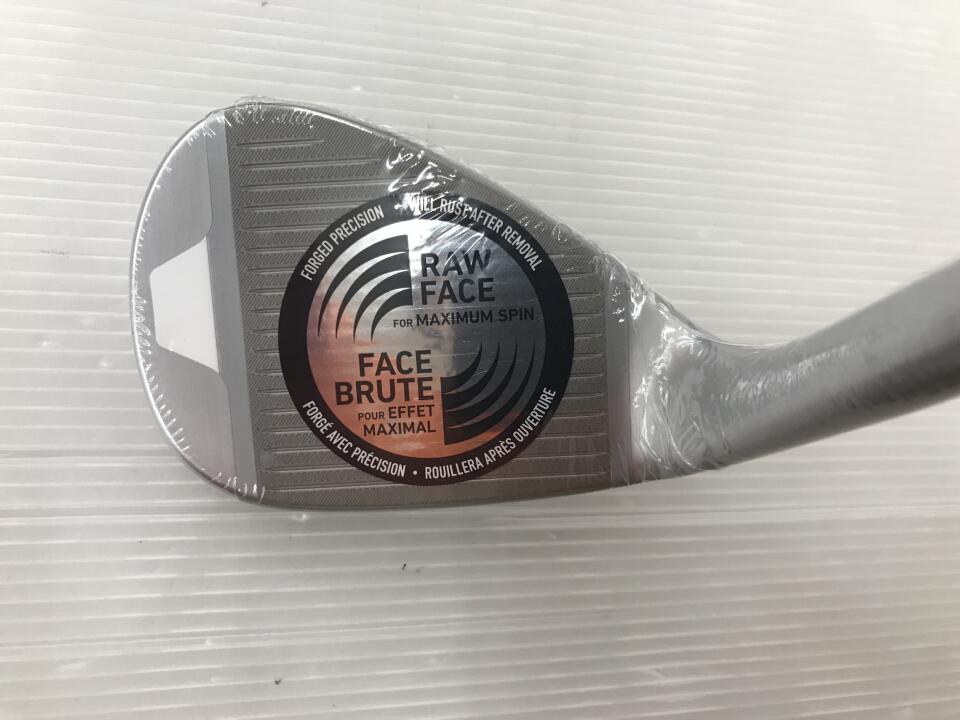 FORGED PRECISION • WILL RUST AFTER REMOVAL
RAW
FACE
FOR MAXIMUM SPIN
FACE
BRUTE
POUR EFFET
MAXIMAL
FORGÉ AVEC PRÉCISION • ROUILLERA APRÈS OUVERTURE